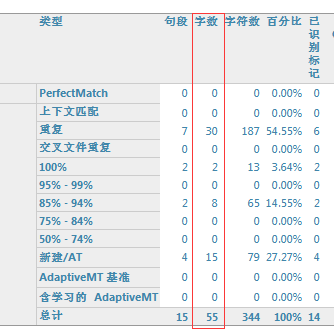 类型 句段 字数 字符数 百分比 已识别标记
PerfectMatch 0 0 0 0.00% 0
上下文匹配 0 0 0 0.00% 0
重复 7 30 187 54.55% 6
交叉文件重复 0 0 0 0.00% 0
100% 2 2 13 3.64% 2
95% - 99% 0 0 0 0.00% 0
85% - 94% 2 8 65 14.55% 2
75% - 84% 0 0 0 0.00% 0
50% - 74% 0 0 0 0.00% 0
新建/AT 4 15 79 27.27% 4
AdaptiveMT 基准 0 0 0 0.00% 0
含学习的 AdaptiveMT 0 0 0 0.00% 0
总计 15 55 344 100% 14